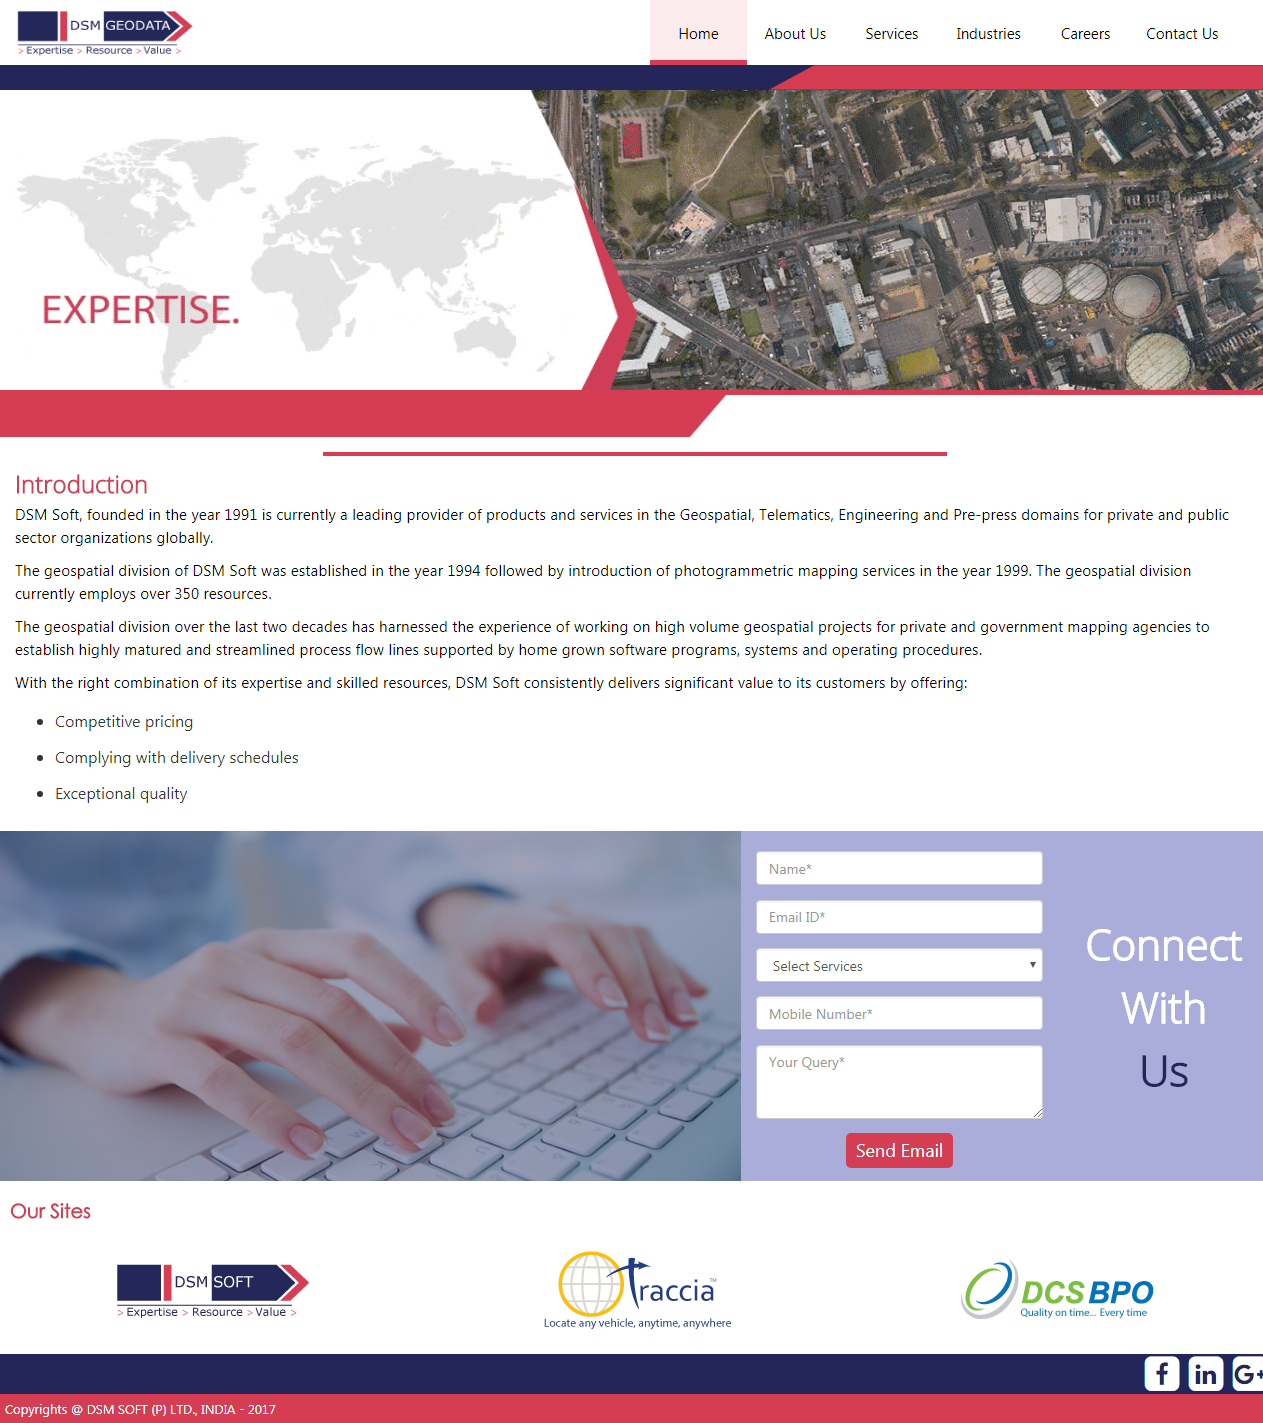 DSM GEODATA
> Expertise > Resource > Value >
Home About Us Services Industries Careers Contact Us
EXPERTISE.
Introduction
DSM Soft, founded in the year 1991 is currently a leading provider of products and services in the Geospatial, Telematics, Engineering and Pre-press domains for private and public
sector organizations globally.
The geospatial division of DSM Soft was established in the year 1994 followed by introduction of photogrammetric mapping services in the year 1999. The geospatial division
currently employs over 350 resources.
The geospatial division over the last two decades has harnessed the experience of working on high volume geospatial projects for private and government mapping agencies to
establish highly matured and streamlined process flow lines supported by home grown software programs, systems and operating procedures.
With the right combination of its expertise and skilled resources, DSM Soft consistently delivers significant value to its customers by offering:
• Competitive pricing
• Complying with delivery schedules
• Exceptional quality
Name*
Email ID*
Select Services
Mobile Number*
Your Query*
Send Email
Connect
With
Us
Our Sites
DSM SOFT
> Expertise > Resource > Value >
Traccia™
Locate any vehicle, anytime, anywhere
DCS BPO
Quality on time... Every time
f in G+
Copyrights @ DSM SOFT (P) LTD., INDIA - 2017